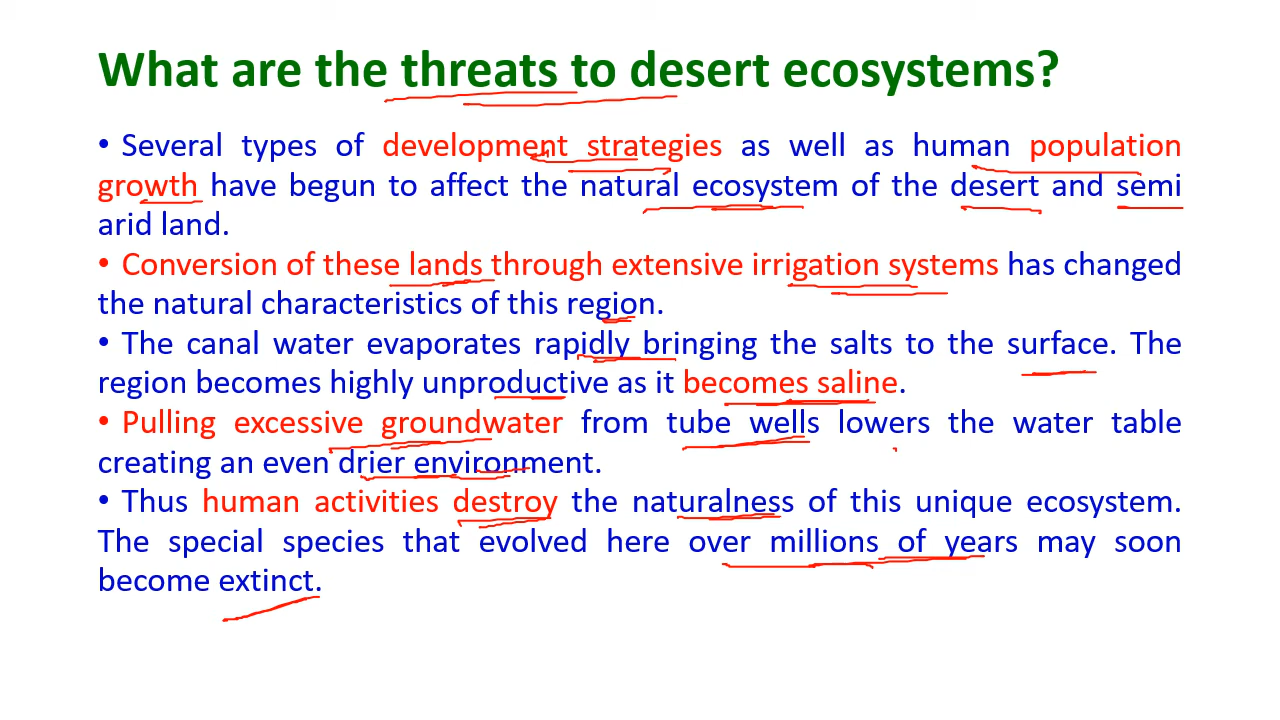 What are the threats to desert ecosystems?
• Several types of development strategies as well as human population
growth have begun to affect the natural ecosystem of the desert and semi
arid land.
• Conversion of these lands through extensive irrigation systems has changed
the natural characteristics of this region.
• The canal water evaporates rapidly bringing the salts to the surface. The
region becomes highly unproductive as it becomes saline.
• Pulling excessive groundwater from tube wells lowers the water table
creating an even drier environment.
• Thus human activities destroy the naturalness of this unique ecosystem.
The special species that evolved here over millions of years may soon
become extinct.